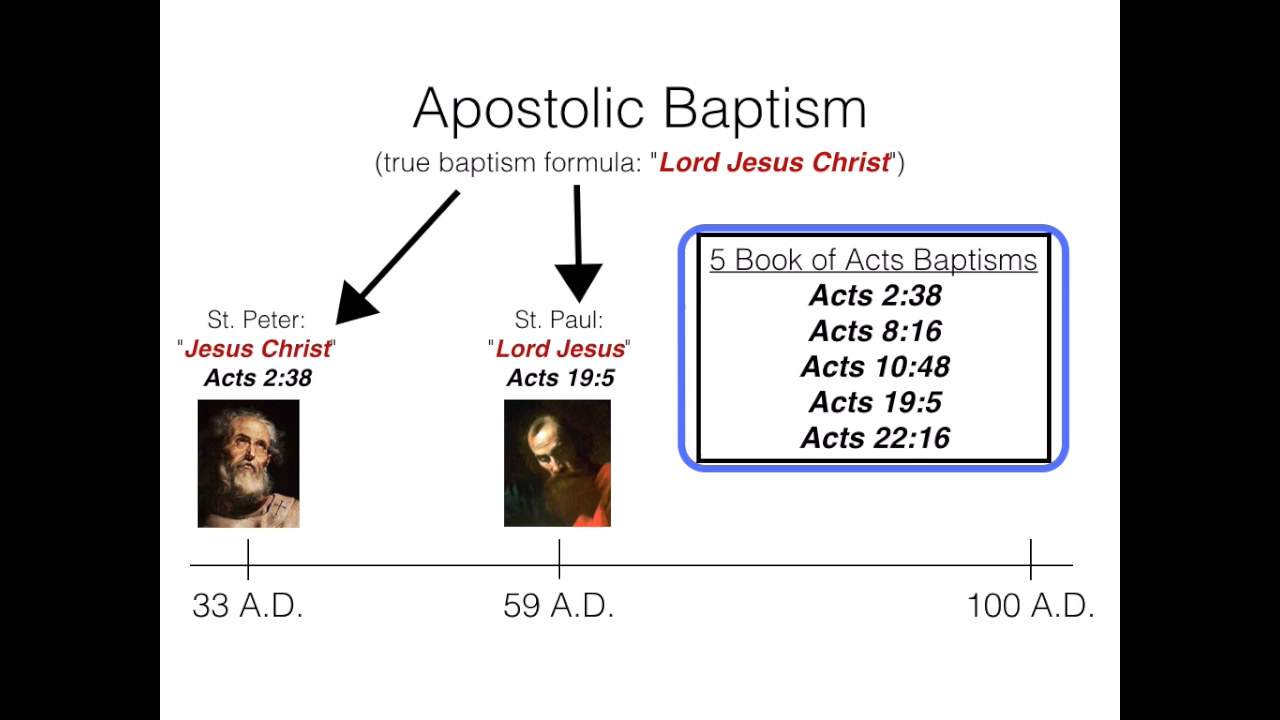 Apostolic Baptism
(true baptism formula: "Lord Jesus Christ")
St. Peter:
"Jesus Christ"
Acts 2:38
St. Paul:
"Lord Jesus"
Acts 19:5
5 Book of Acts Baptisms
Acts 2:38
Acts 8:16
Acts 10:48
Acts 19:5
Acts 22:16
33 A.D.
59 A.D.
100 A.D.